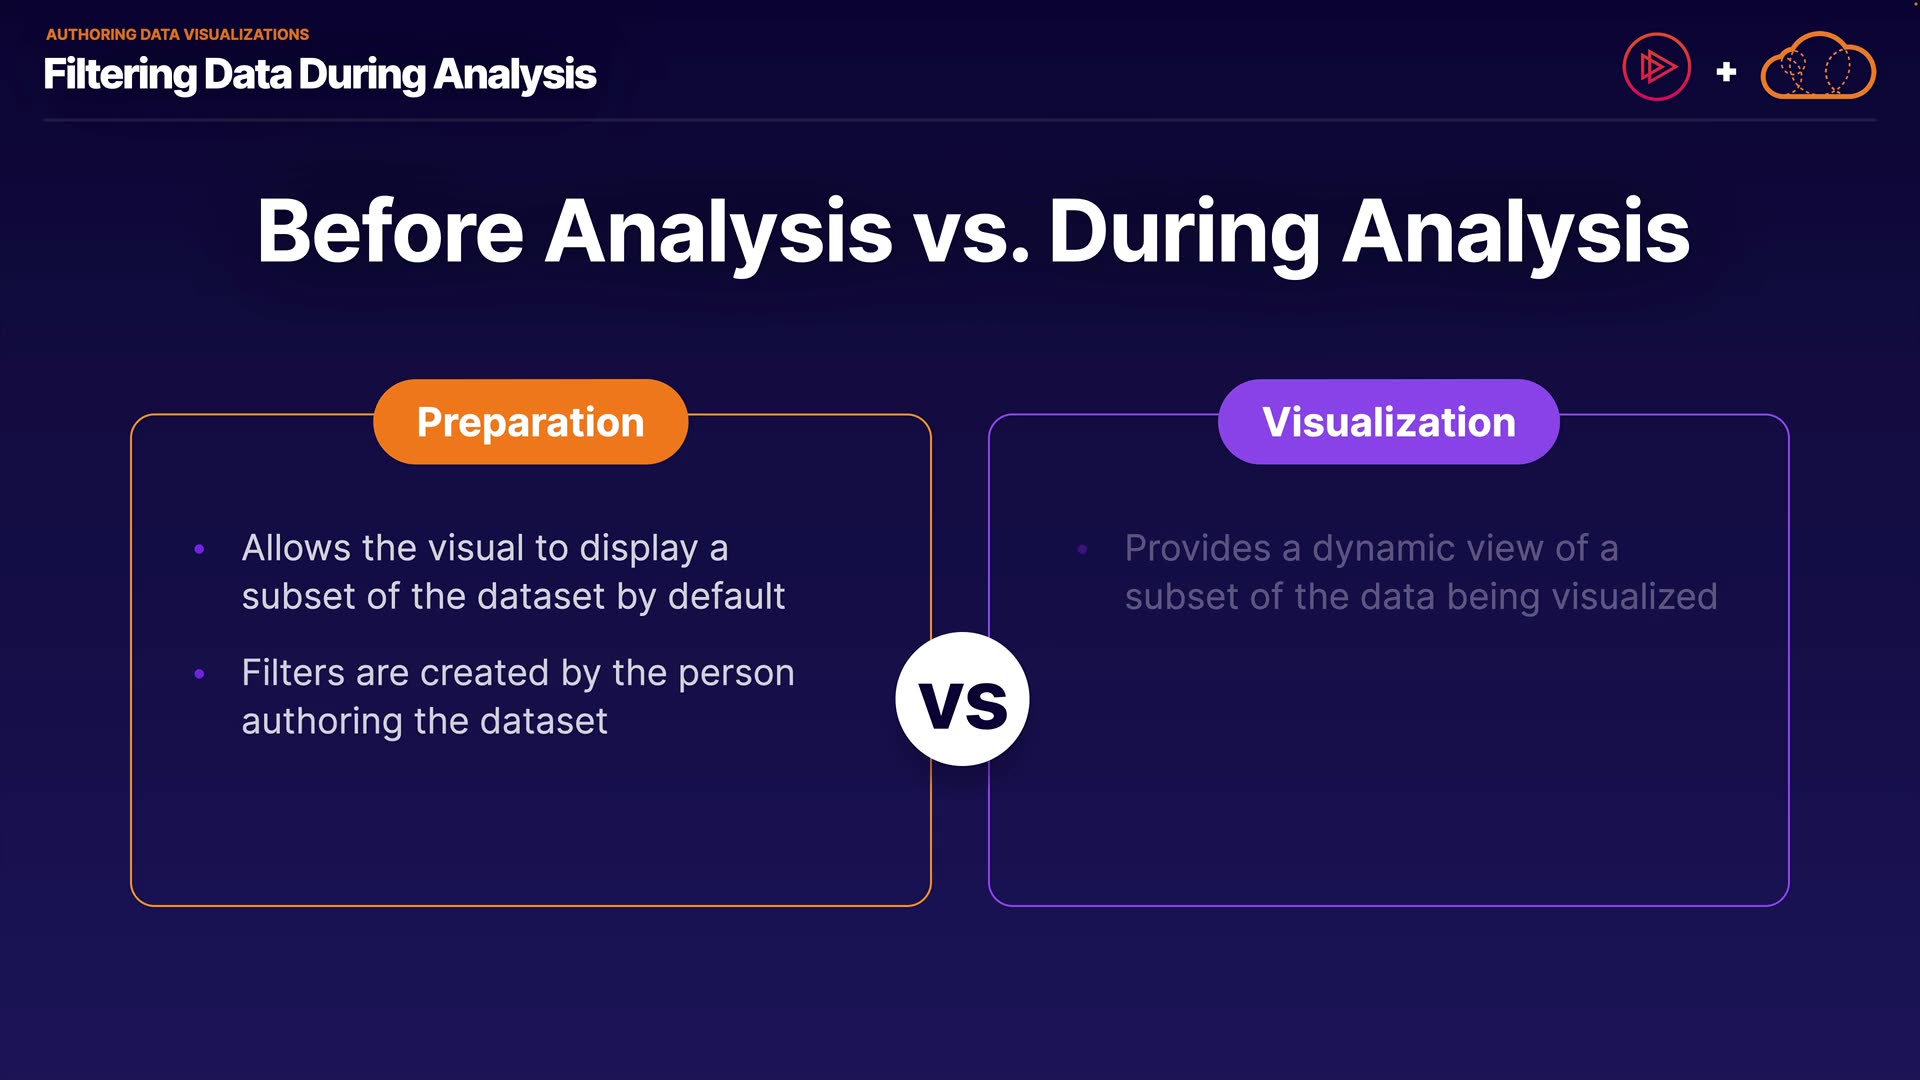 AUTHORING DATA VISUALIZATIONS
Filtering Data During Analysis
+
Before Analysis vs. During Analysis
Preparation
• Allows the visual to display a
subset of the dataset by default
• Filters are created by the person
authoring the dataset
vs
Visualization
• Provides a dynamic view of a
subset of the data being visualized